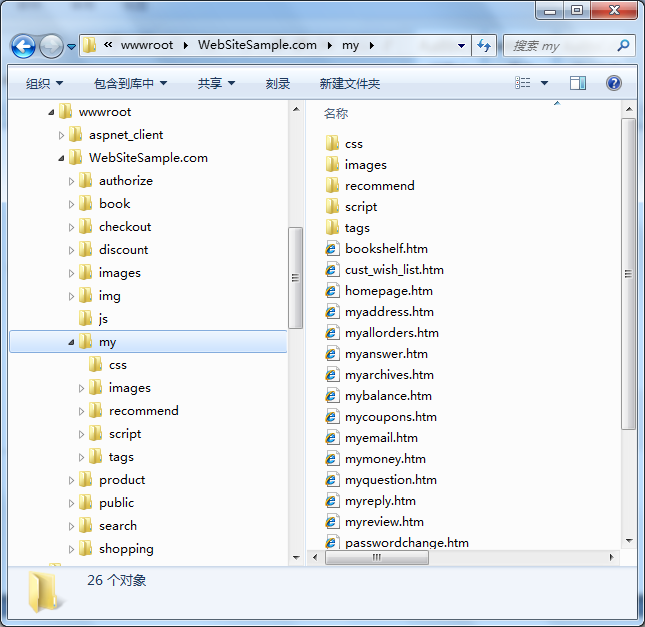 « wwwroot WebSiteSample.com my
搜索 my
组织 包含到库中 共享 刻录 新建文件夹
wwwroot
aspnet_client
WebSiteSample.com
authorize
book
checkout
discount
images
img
js
my
css
images
recommend
script
tags
product
public
search
shopping
名称
css
images
recommend
script
tags
bookshelf.htm
cust_wish_list.htm
homepage.htm
myaddress.htm
myallorders.htm
myanswer.htm
myarchives.htm
mybalance.htm
mycoupons.htm
myemail.htm
mymoney.htm
myquestion.htm
myreply.htm
myreview.htm
passwordchange.htm
26 个对象